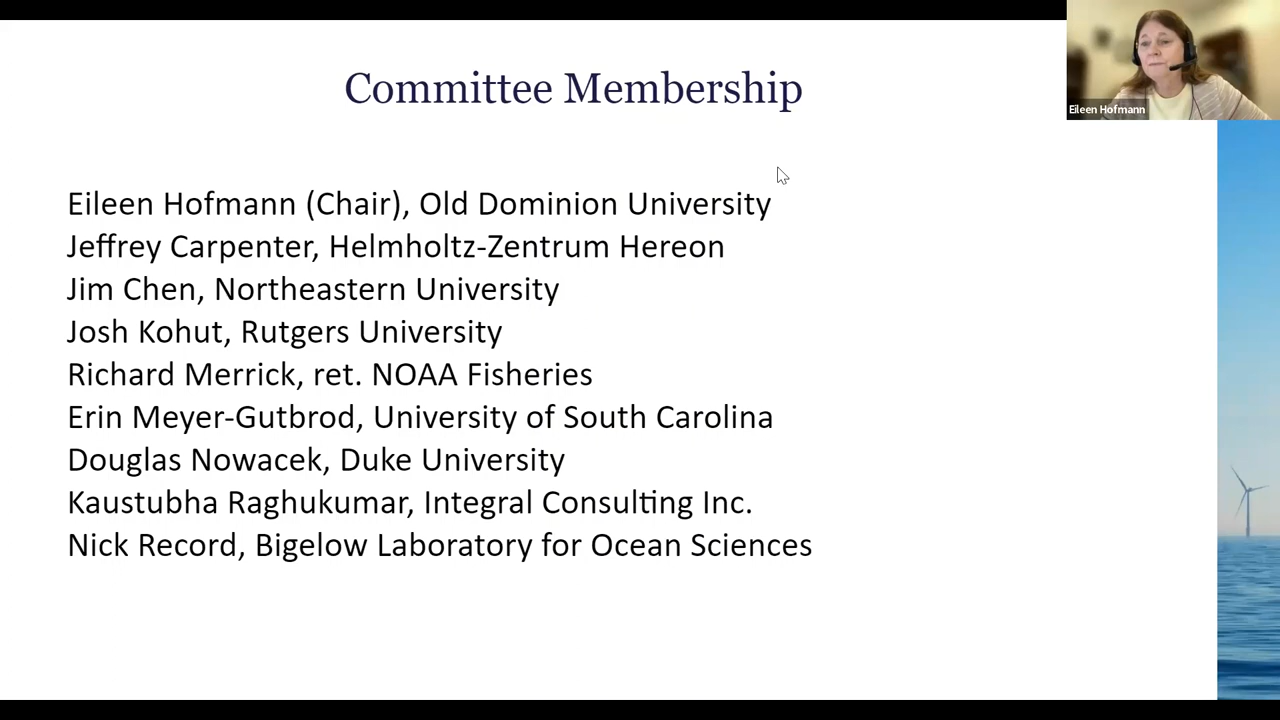 Committee Membership
Eileen Hofmann
Eileen Hofmann (Chair), Old Dominion University
Jeffrey Carpenter, Helmholtz-Zentrum Hereon
Jim Chen, Northeastern University
Josh Kohut, Rutgers University
Richard Merrick, ret. NOAA Fisheries
Erin Meyer-Gutbrod, University of South Carolina
Douglas Nowacek, Duke University
Kaustubha Raghukumar, Integral Consulting Inc.
Nick Record, Bigelow Laboratory for Ocean Sciences